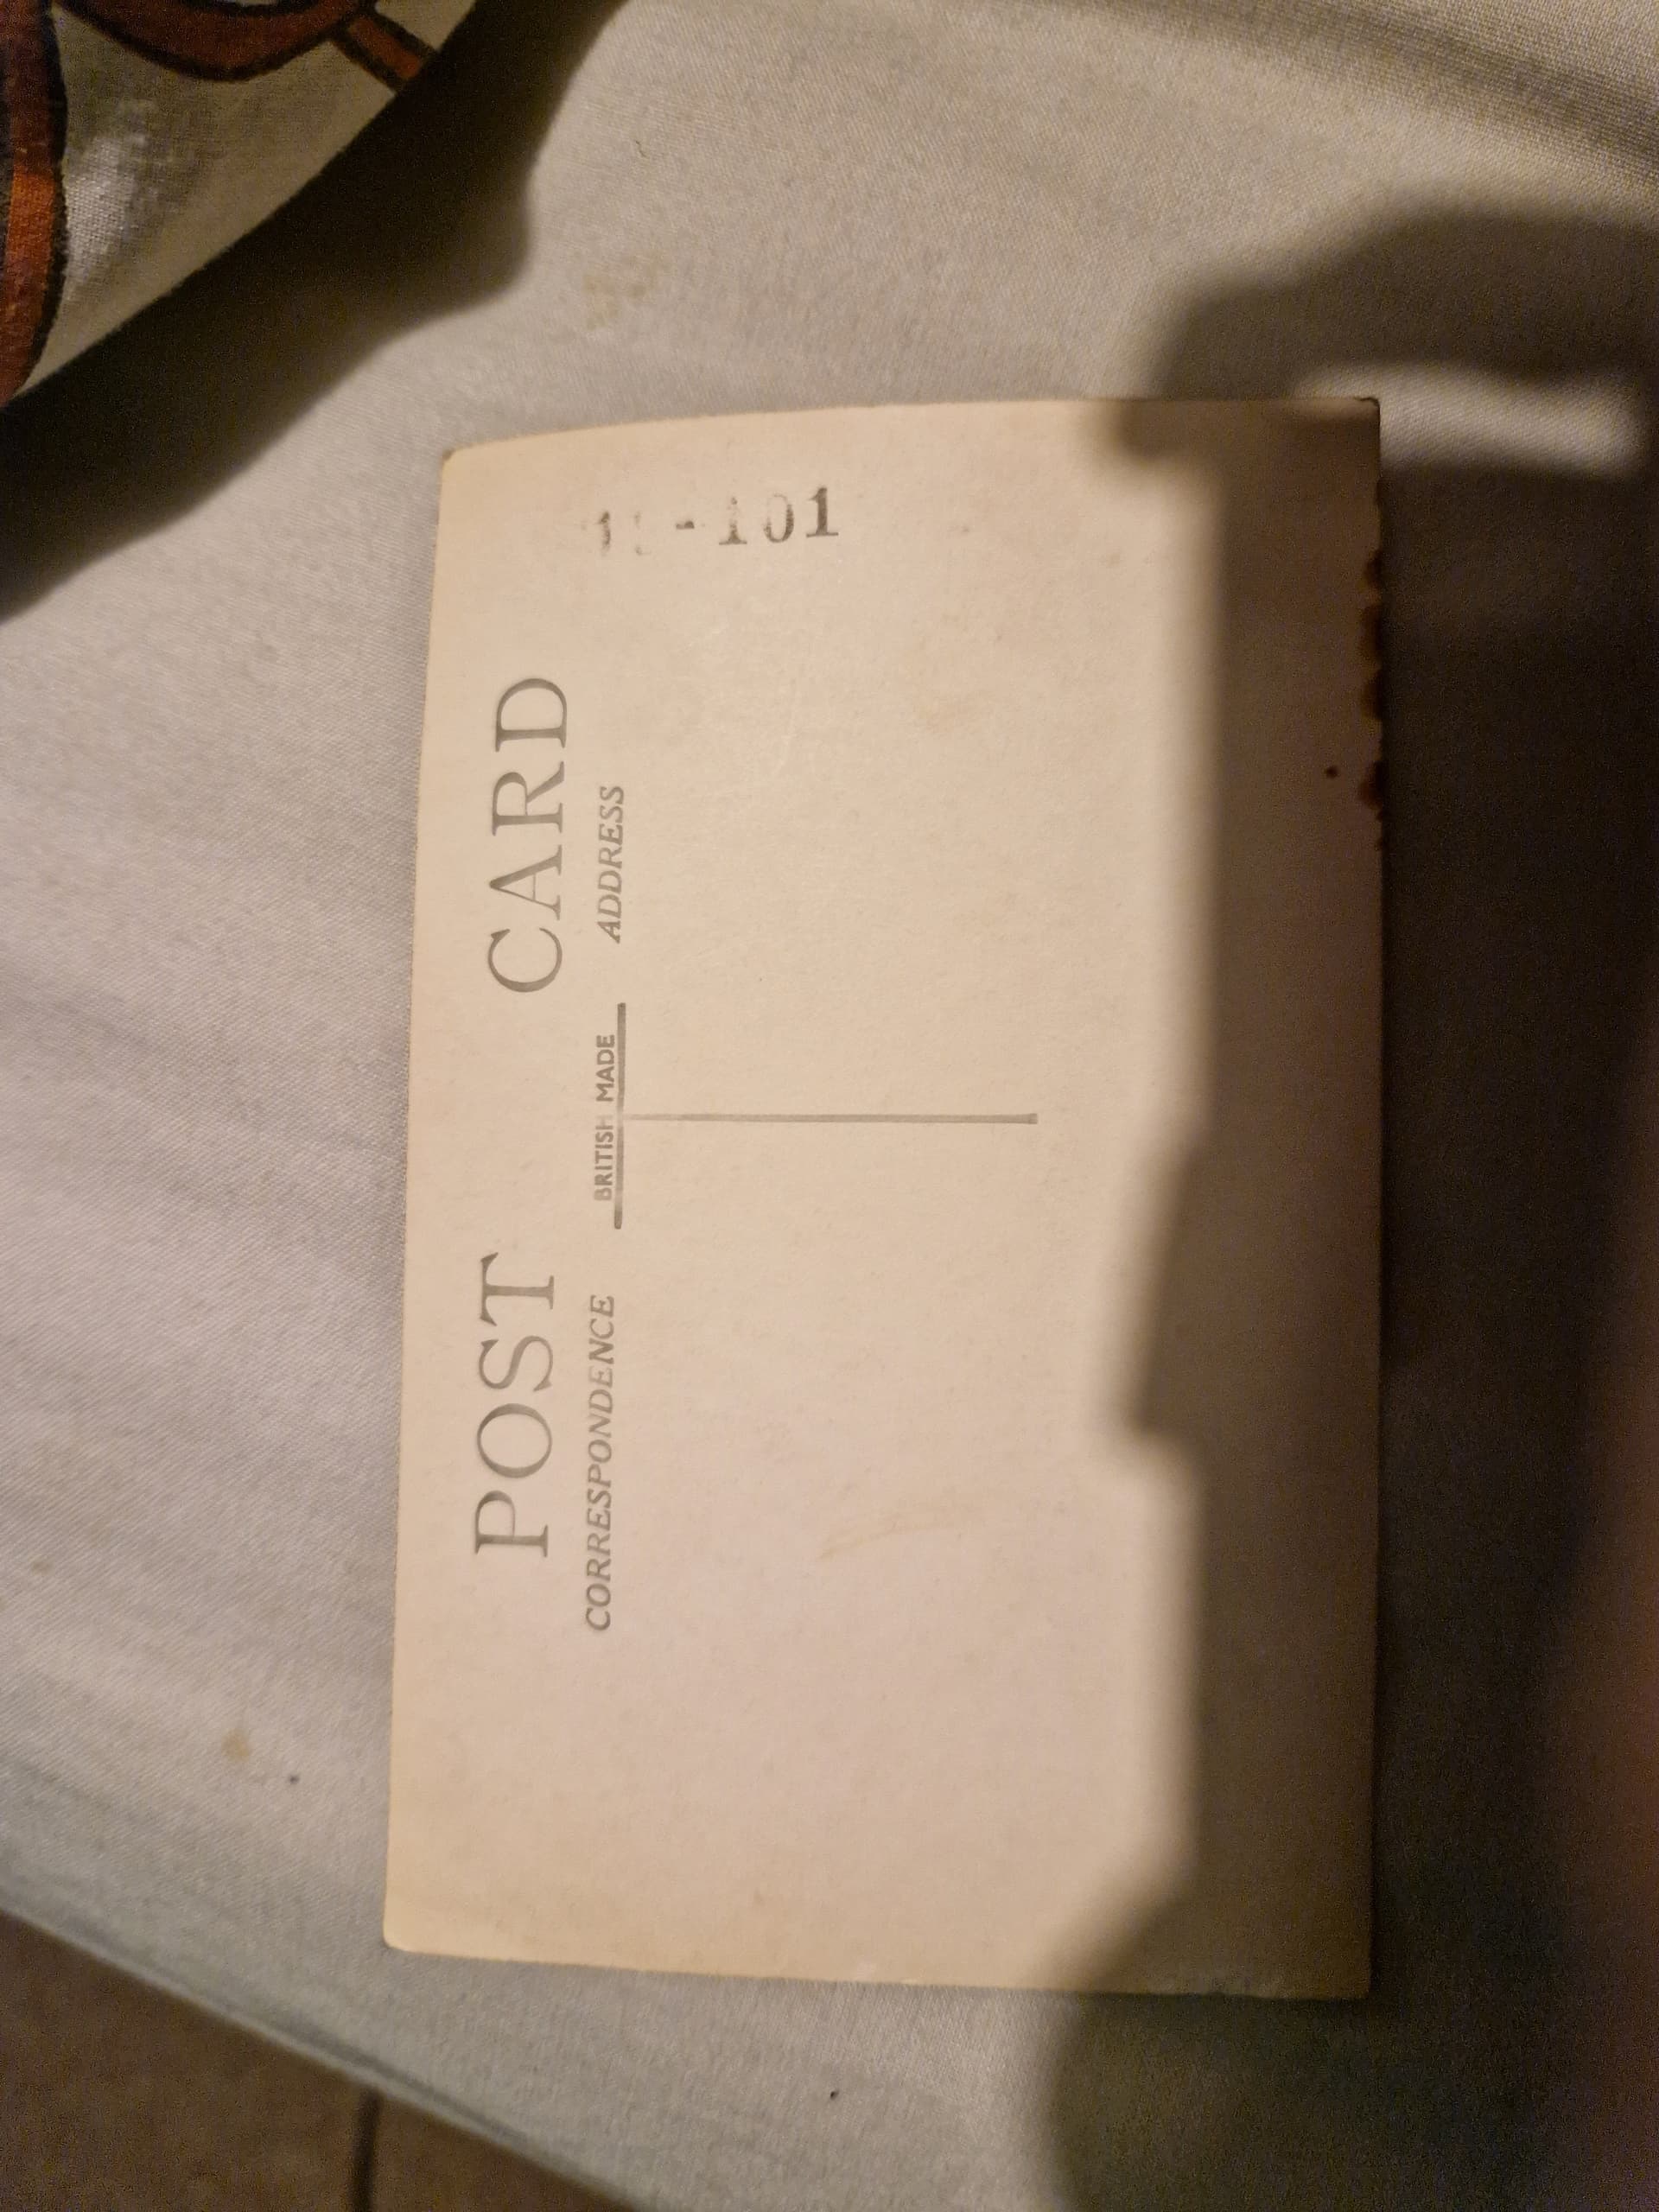 POST CARD
BRITISH MADE
CORRESPONDENCE ADDRESS
-101